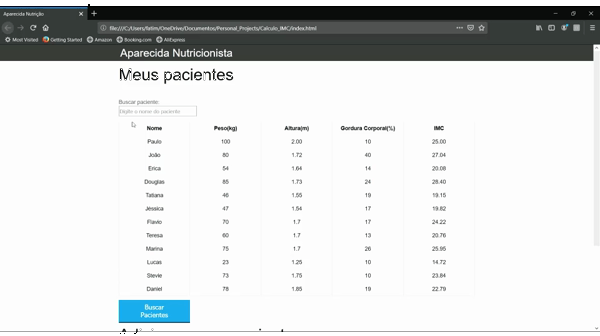 Aparecida Nutrição
file:///C:/Users/fatim/OneDrive/Documentos/Personal_Projects/Calculo_IMC/index.html
Most Visited Getting Started Amazon Booking.com AliExpress
Aparecida Nutricionista
Meus pacientes
Buscar paciente:
Digite o nome do paciente
Nome Peso(kg) Altura(m) Gordura Corporal(%) IMC
Paulo 100 2.00 10 25.00
João 80 1.72 40 27.04
Erica 54 1.64 14 20.08
Douglas 85 1.73 24 28.40
Tatiana 46 1.55 19 19.15
Jéssica 47 1.54 17 19.82
Flavio 70 1.7 17 24.22
Teresa 60 1.7 13 20.76
Marina 75 1.7 26 25.95
Lucas 23 1.25 10 14.72
Stevie 73 1.75 10 23.84
Daniel 78 1.85 19 22.79
Buscar
Pacientes